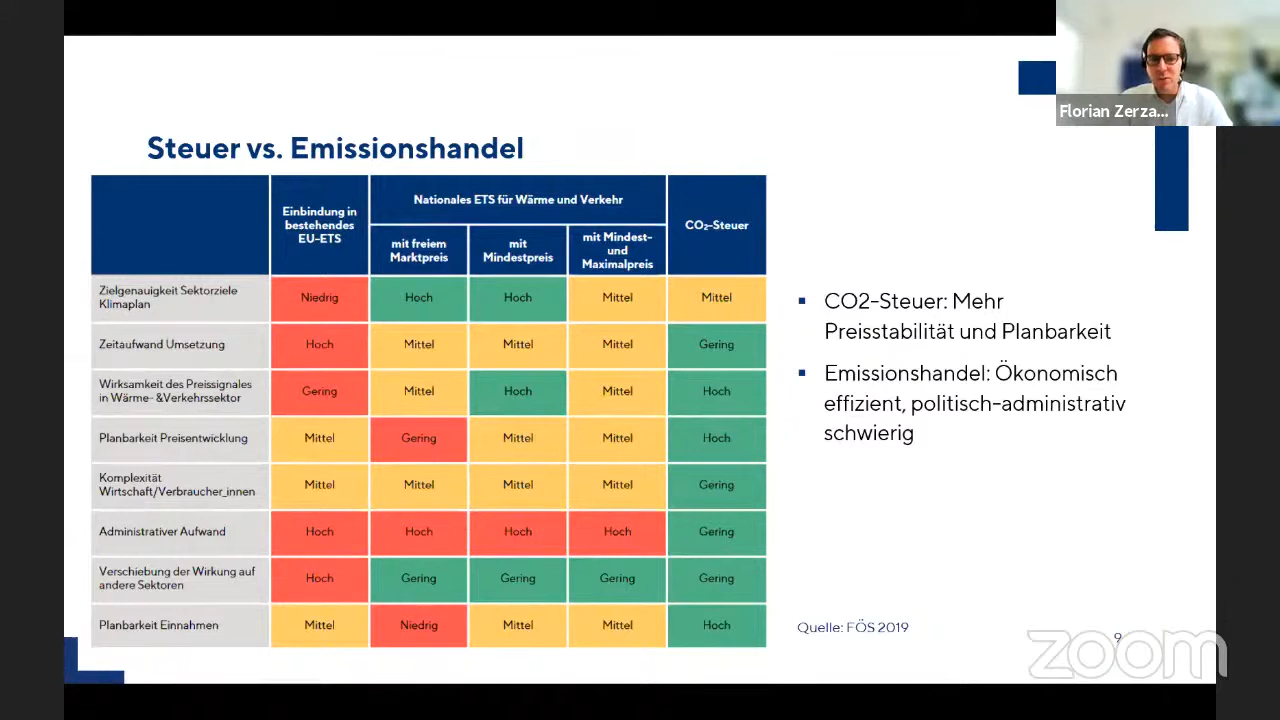 Florian Zerza...
Steuer vs. Emissionshandel
Einbindung in
bestehendes
EU-ETS
Nationales ETS für Wärme und Verkehr
CO₂-Steuer
mit freiem
Marktpreis
mit
Mindestpreis
mit Mindest-
und
Maximalpreis
Zielgenauigkeit Sektorziele
Klimaplan
Niedrig
Hoch
Hoch
Mittel
Mittel
Zeitaufwand Umsetzung
Hoch
Mittel
Mittel
Mittel
Gering
Wirksamkeit des Preissignales
in Wärme- &Verkehrssektor
Gering
Mittel
Hoch
Mittel
Hoch
Planbarkeit Preisentwicklung
Mittel
Gering
Mittel
Mittel
Hoch
Komplexität
Wirtschaft/Verbraucher_innen
Mittel
Mittel
Mittel
Mittel
Gering
Administrativer Aufwand
Hoch
Hoch
Hoch
Hoch
Gering
Verschiebung der Wirkung auf
andere Sektoren
Hoch
Gering
Gering
Gering
Gering
Planbarkeit Einnahmen
Mittel
Niedrig
Mittel
Mittel
Hoch
▪ CO2-Steuer: Mehr
Preisstabilität und Planbarkeit
▪ Emissionshandel: Ökonomisch
effizient, politisch-administrativ
schwierig
Quelle: FÖS 2019
9
zoom